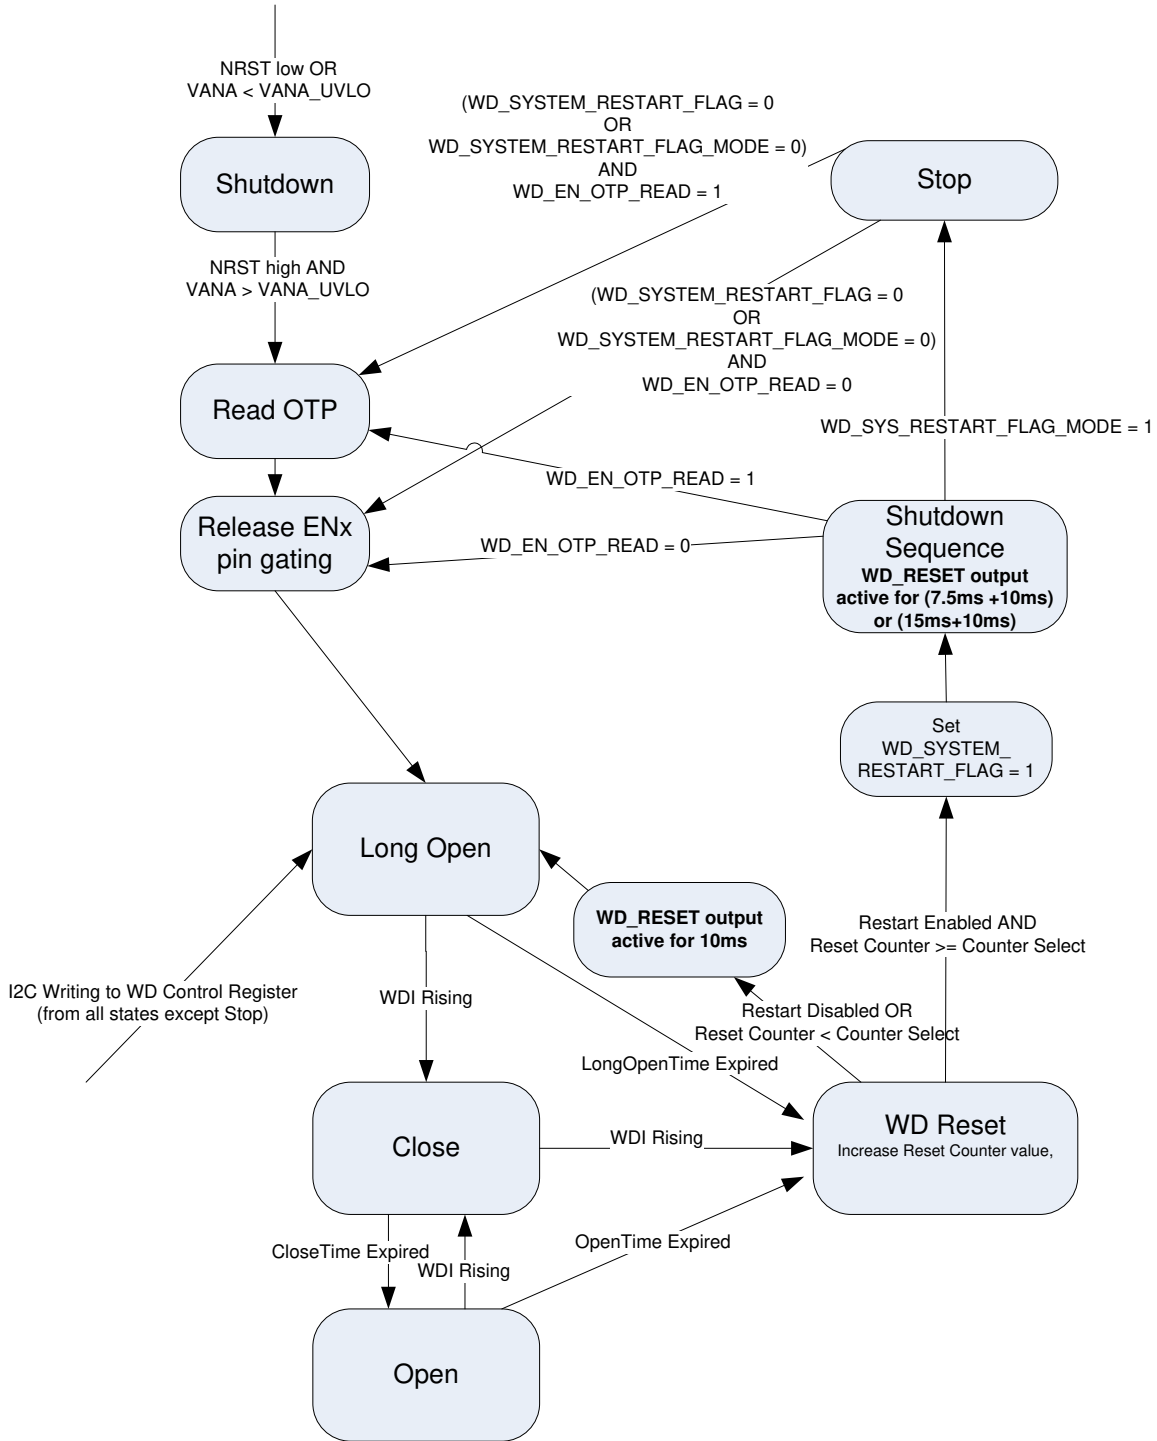 NRST low OR
VANA < VANA_UVLO
Shutdown
NRST high AND
VANA > VANA_UVLO
(WD_SYSTEM_RESTART_FLAG = 0
OR
WD_SYSTEM_RESTART_FLAG_MODE = 0)
AND
WD_EN_OTP_READ = 1
Stop
(WD_SYSTEM_RESTART_FLAG = 0
OR
WD_SYSTEM_RESTART_FLAG_MODE = 0)
AND
WD_EN_OTP_READ = 0
Read OTP
WD_SYS_RESTART_FLAG_MODE = 1
WD_EN_OTP_READ = 1
Release ENx
pin gating
WD_EN_OTP_READ = 0
Shutdown
Sequence
WD_RESET output
active for (7.5ms +10ms)
or (15ms+10ms)
Set
WD_SYSTEM_
RESTART_FLAG = 1
Long Open
WD_RESET output
active for 10ms
Restart Enabled AND
Reset Counter >= Counter Select
I2C Writing to WD Control Register
(from all states except Stop)
WDI Rising
Restart Disabled OR
Reset Counter < Counter Select
LongOpenTime Expired
Close
WDI Rising
WD Reset
Increase Reset Counter value,
CloseTime Expired
WDI Rising
OpenTime Expired
Open